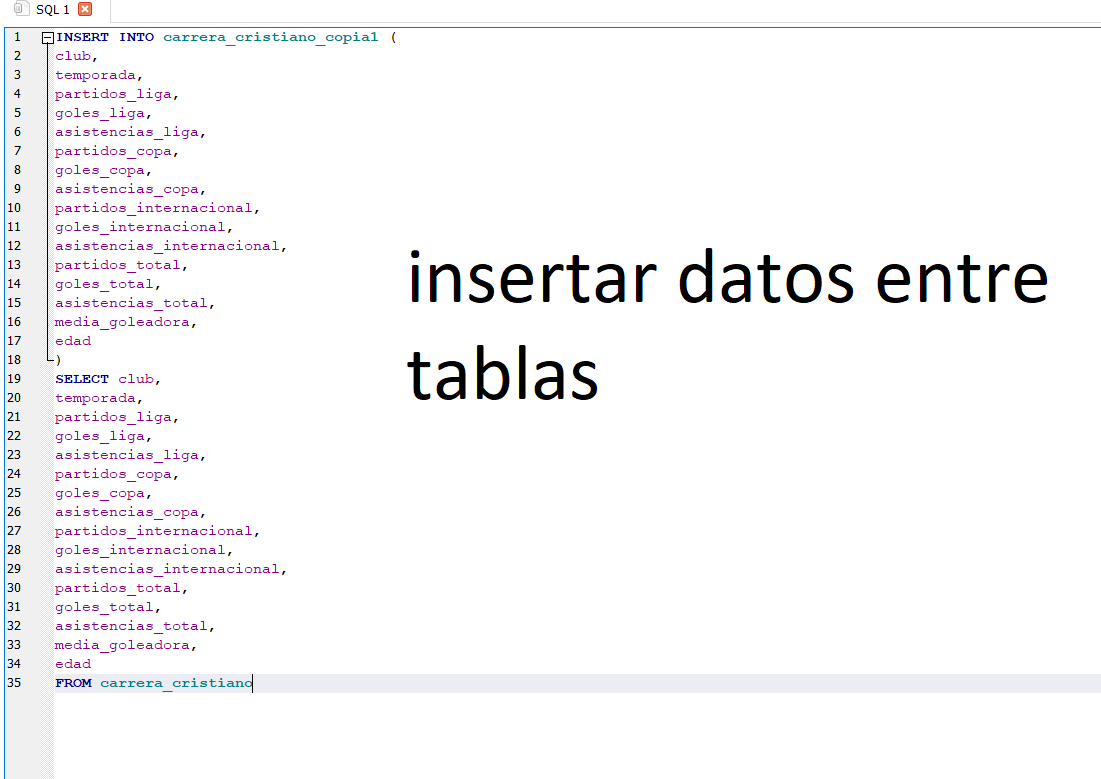 SQL 1
1 INSERT INTO carrera_cristiano_copia1 (
2 club,
3 temporada,
4 partidos_liga,
5 goles_liga,
6 asistencias_liga,
7 partidos_copa,
8 goles_copa,
9 asistencias_copa,
10 partidos_internacional,
11 goles_internacional,
12 asistencias_internacional,
13 partidos_total,
14 goles_total,
15 asistencias_total,
16 media_goleadora,
17 edad
18 )
19 SELECT club,
20 temporada,
21 partidos_liga,
22 goles_liga,
23 asistencias_liga,
24 partidos_copa,
25 goles_copa,
26 asistencias_copa,
27 partidos_internacional,
28 goles_internacional,
29 asistencias_internacional,
30 partidos_total,
31 goles_total,
32 asistencias_total,
33 media_goleadora,
34 edad
35 FROM carrera_cristiano
insertar datos entre
tablas